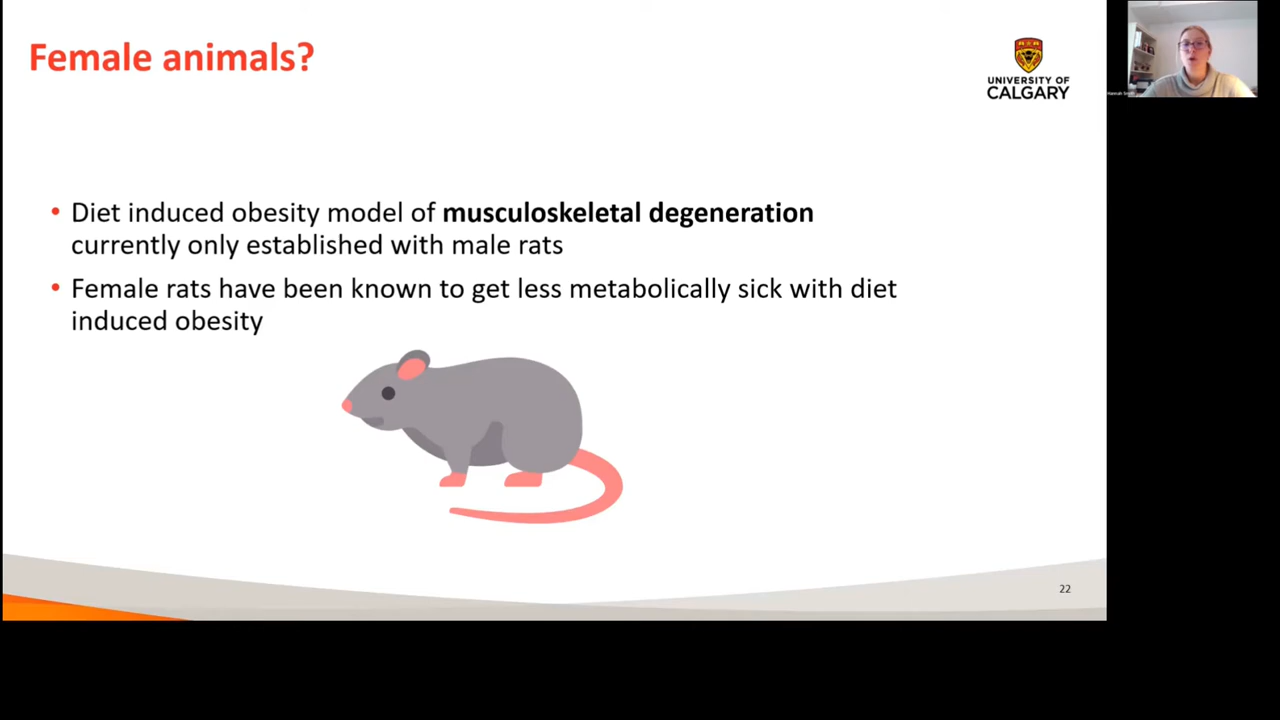 Female animals?
UNIVERSITY OF
CALGARY
• Diet induced obesity model of musculoskeletal degeneration
currently only established with male rats
• Female rats have been known to get less metabolically sick with diet
induced obesity
22